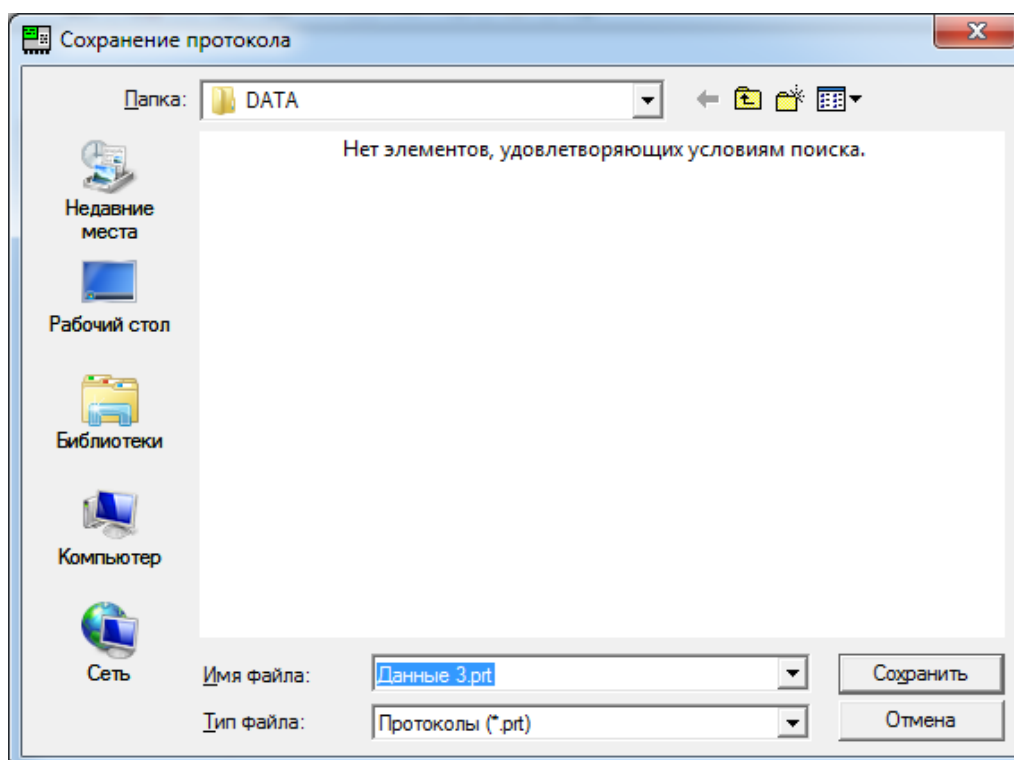 Сохранение протокола
Папка: DATA
Нет элементов, удовлетворяющих условиям поиска.
Недавние
места
Рабочий стол
Библиотеки
Компьютер
Сеть
Имя файла: Данные 3.prt Сохранить
Тип файла: Протоколы (*.prt) Отмена